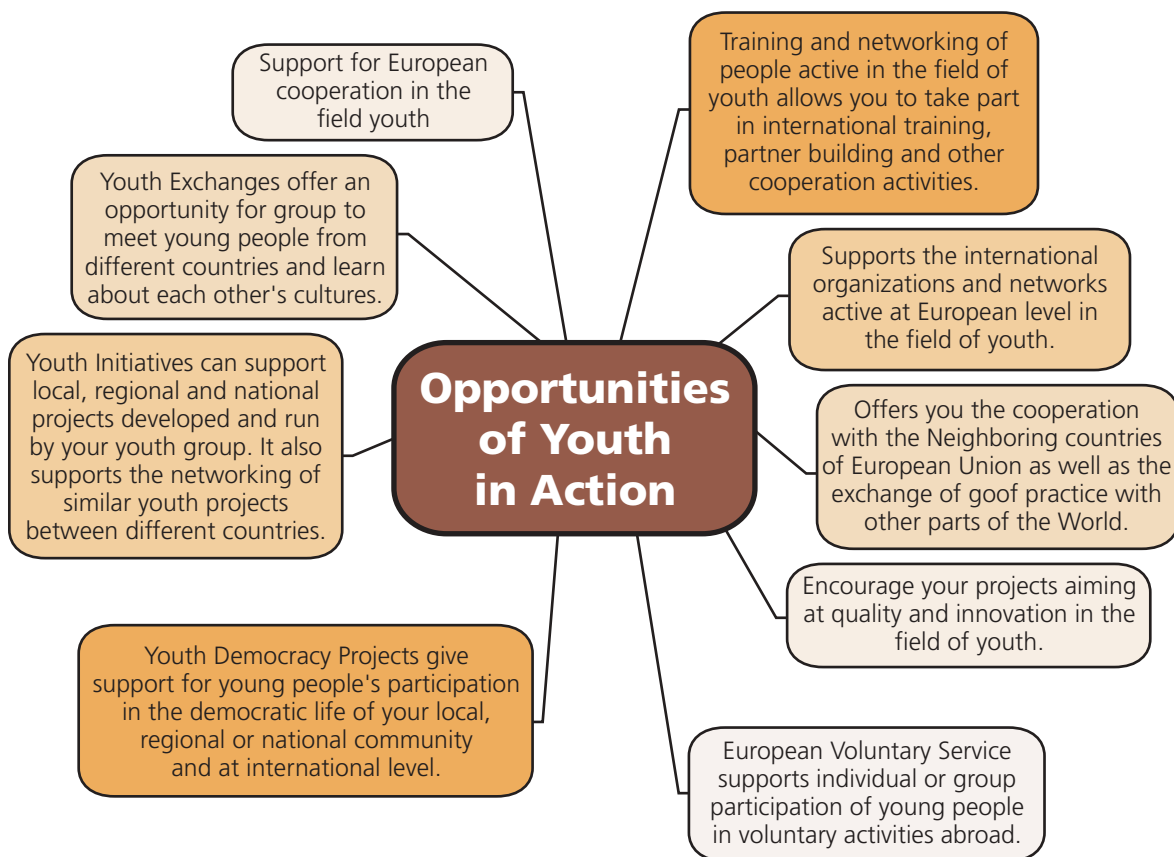 Support for European
cooperation in the
field youth
Training and networking of
people active in the field of
youth allows you to take part
in international training,
partner building and other
cooperation activities.
Youth Exchanges offer an
opportunity for group to
meet young people from
different countries and learn
about each other's cultures.
Supports the international
organizations and networks
active at European level in
the field of youth.
Youth Initiatives can support
local, regional and national
projects developed and run
by your youth group. It also
supports the networking of
similar youth projects
between different countries.
Opportunities
of Youth
in Action
Offers you the cooperation
with the Neighboring countries
of European Union as well as the
exchange of goof practice with
other parts of the World.
Encourage your projects aiming
at quality and innovation in the
field of youth.
Youth Democracy Projects give
support for young people's participation
in the democratic life of your local,
regional or national community
and at international level.
European Voluntary Service
supports individual or group
participation of young people
in voluntary activities abroad.